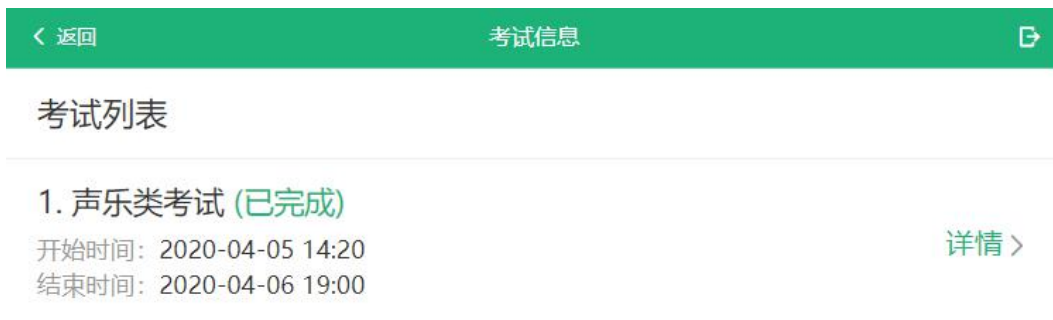 返回 考试信息
考试列表
1. 声乐类考试 (已完成)
开始时间：2020-04-05 14:20
详情
结束时间：2020-04-06 19:00